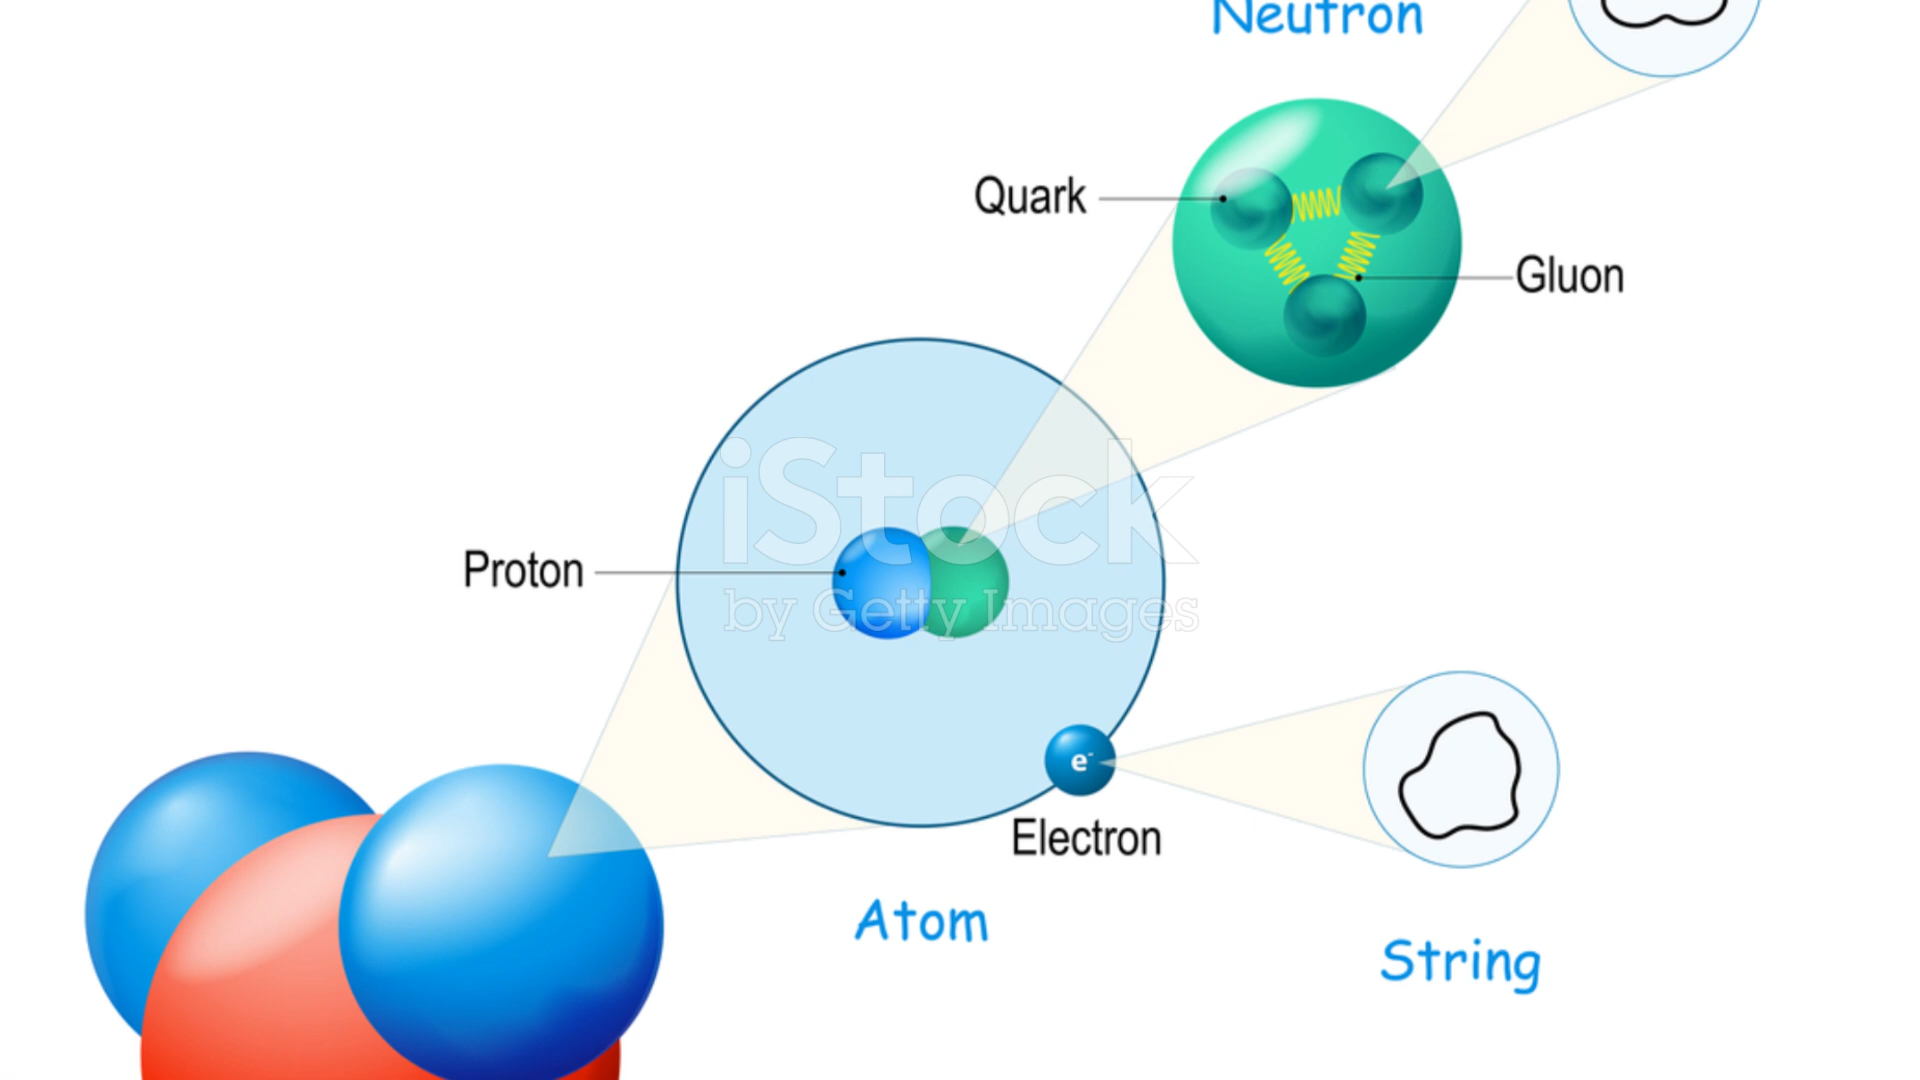 Neutron
Quark
Gluon
iStock
by Getty Images
Proton
e-
Electron
Atom
String